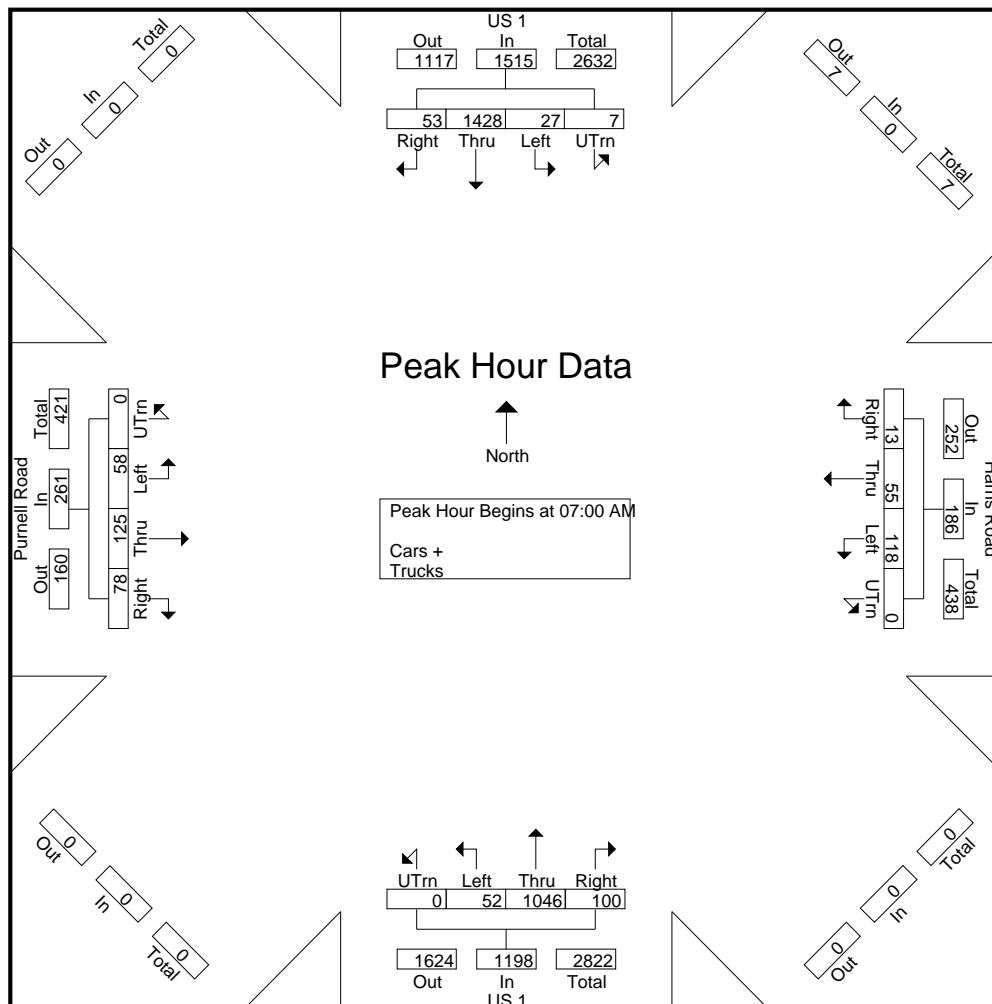 US 1
Out In Total
1117 1515 2632
53 1428 27 7
Right Thru Left UTrn
Total
0
In
0
Out
0
Out
7
In
0
Total
7
Peak Hour Data
North
Peak Hour Begins at 07:00 AM
Cars +
Trucks
Purnell Road
Total In Out
421 261 160
0 58 125 78
UTrn Left Thru Right
Harris Road
Out In Total
252 186 438
13 55 118 0
Right Thru Left UTrn
Out
0
In
0
Total
0
Total
0
In
0
Out
0
UTrn Left Thru Right
0 52 1046 100
1624 1198 2822
Out In Total
US 1